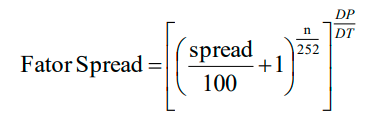 Fator Spread = [((spread/100 + 1)^(n/252))]^(DP/DT)